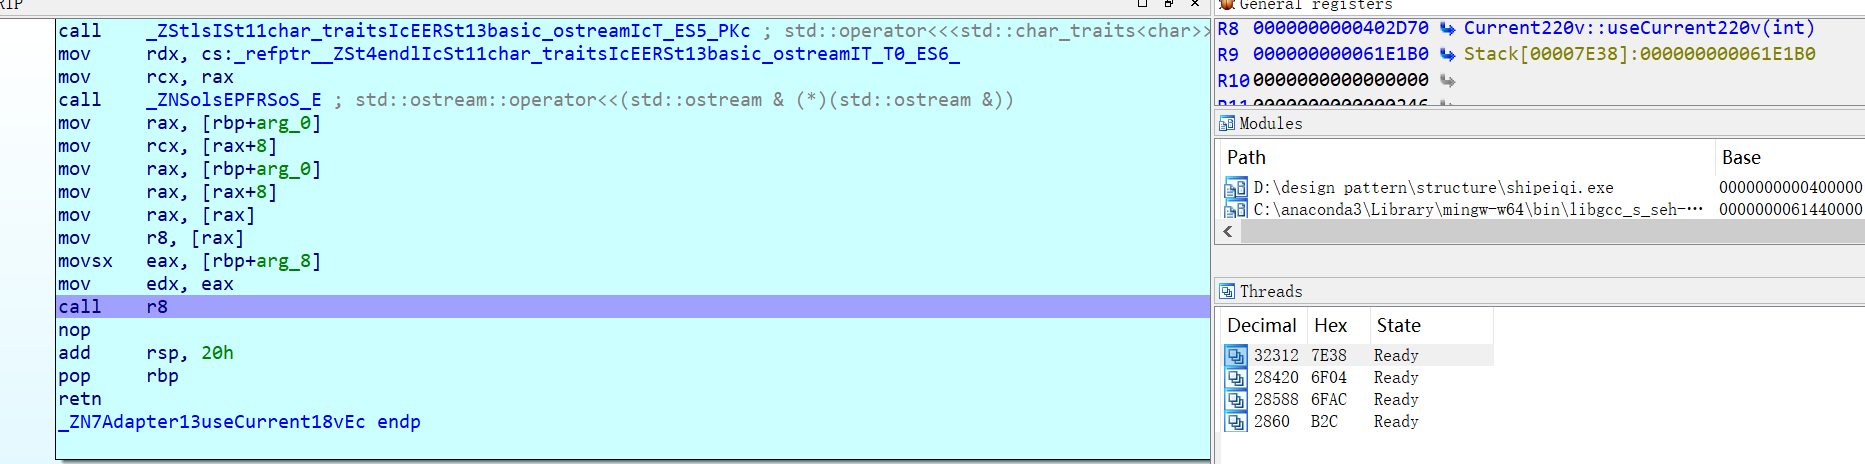 RIP
call _ZStlsISt11char_traitsIcEERSt13basic_ostreamIcT_ES5_PKc ; std::operator<<<std::char_traits<char>>
mov rdx, cs:_refptr__ZSt4endlIcSt11char_traitsIcEERSt13basic_ostreamIT_T0_ES6_
mov rcx, rax
call _ZNSolsEPFRSoS_E ; std::ostream::operator<<(std::ostream & (*)(std::ostream &))
mov rax, [rbp+arg_0]
mov rcx, [rax+8]
mov rax, [rbp+arg_0]
mov rax, [rax+8]
mov rax, [rax]
mov r8, [rax]
movsx eax, [rbp+arg_8]
mov edx, eax
call r8
nop
add rsp, 20h
pop rbp
retn
_ZN7Adapter13useCurrent18vEc endp
General registers
R8 0000000000402D70 Current220v::useCurrent220v(int)
R9 000000000061E1B0 Stack[00007E38]:000000000061E1B0
R10 0000000000000000
R11 0000000000000246
Modules
Path Base
D:\design pattern\structure\shipeiqi.exe 0000000000400000
C:\anaconda3\Library\mingw-w64\bin\libgcc_s_seh-··· 0000000061440000
Threads
Decimal Hex State
32312 7E38 Ready
28420 6F04 Ready
28588 6FAC Ready
2860 B2C Ready